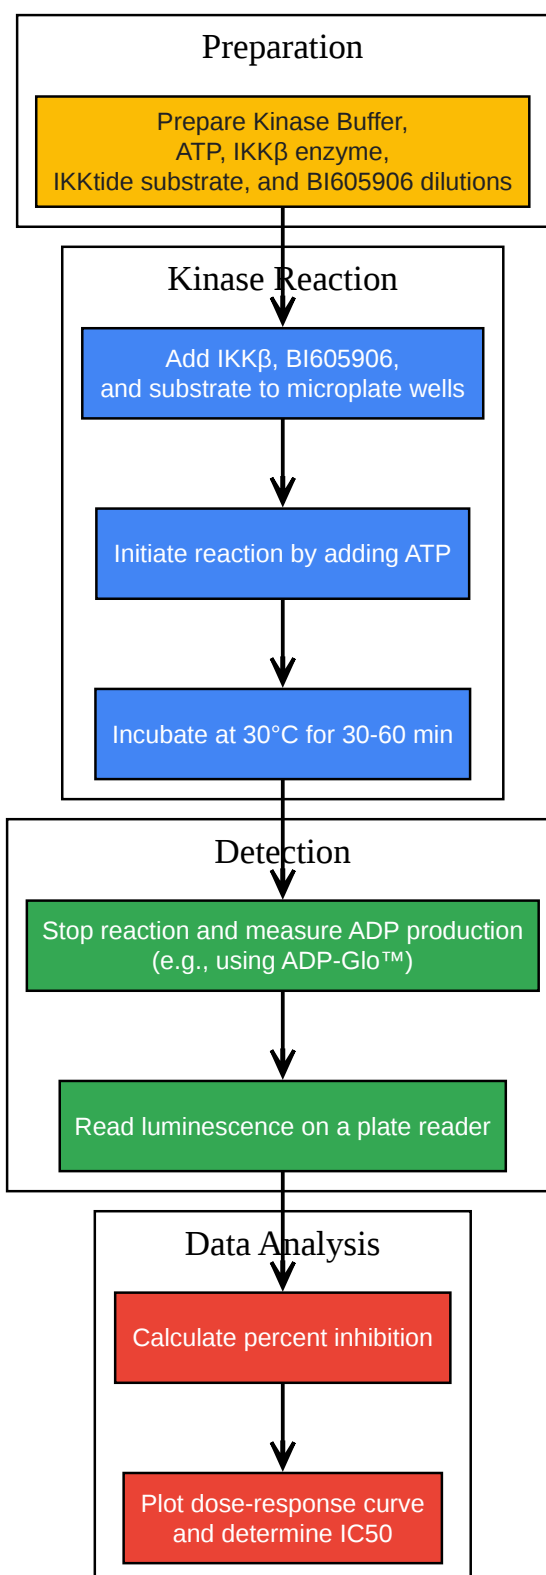 Preparation
Prepare Kinase Buffer,
ATP, IKKβ enzyme,
IKKtide substrate, and BI605906 dilutions
Kinase Reaction
Add IKKβ, BI605906,
and substrate to microplate wells
Initiate reaction by adding ATP
Incubate at 30°C for 30-60 min
Detection
Stop reaction and measure ADP production
(e.g., using ADP-Glo™)
Read luminescence on a plate reader
Data Analysis
Calculate percent inhibition
Plot dose-response curve
and determine IC50